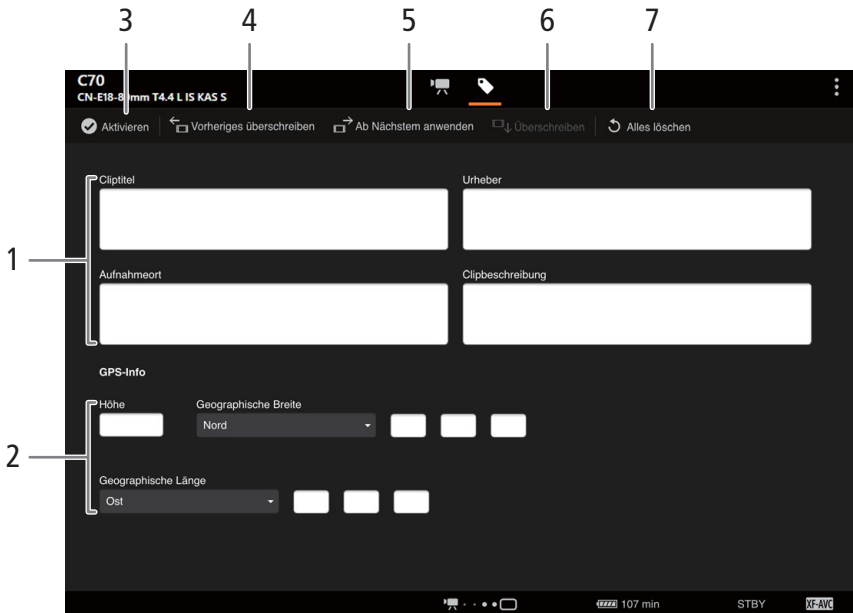 3 4 5 6 7
C70
CN-E18-80mm T4.4 L IS KAS S
Aktivieren Vorheriges überschreiben Ab Nächstem anwenden Überschreiben Alles löschen
Cliptitel Urheber
1
Aufnahmeort Clipbeschreibung
GPS-Info
Höhe Geographische Breite
Nord
2
Geographische Länge
Ost
107 min STBY XF-AVC